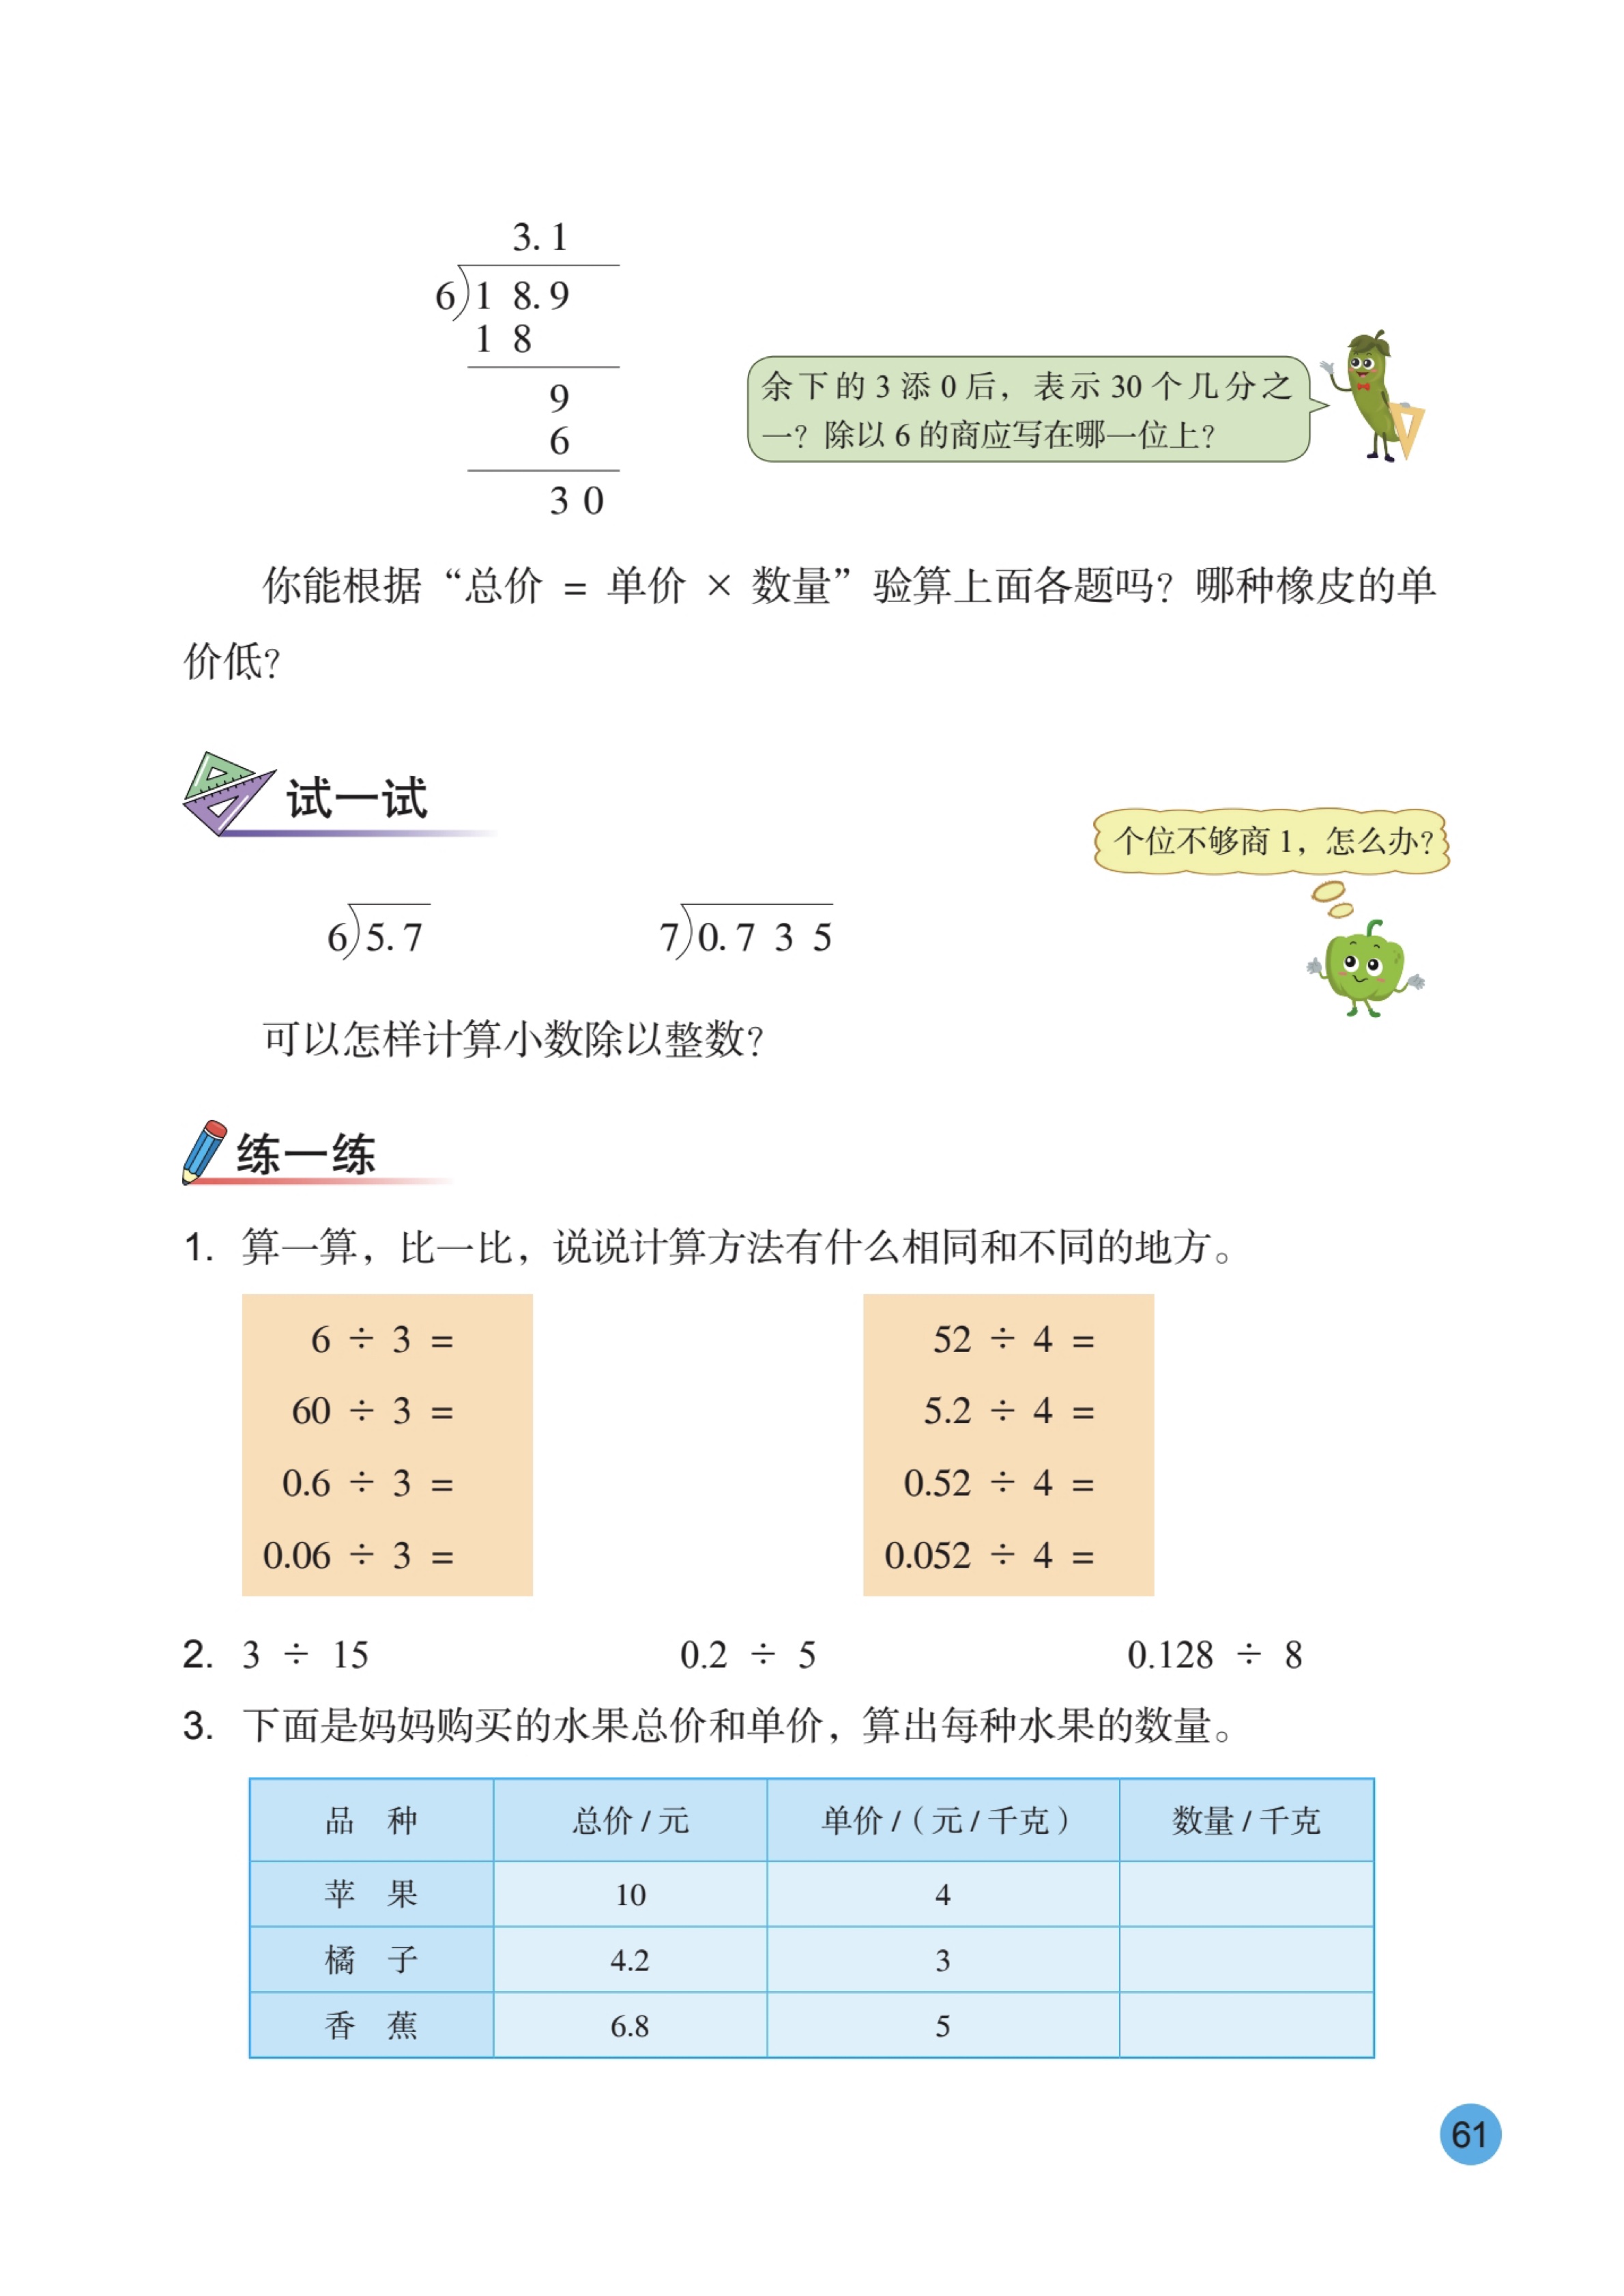 3.1
6)18.9
18
9
6
30
余下的3添0后，表示30个几分之
一？除以6的商应写在哪一位上？
你能根据“总价 = 单价 × 数量”验算上面各题吗？哪种橡皮的单
价低？
试一试
个位不够商1，怎么办？
6)5.7 7)0.735
可以怎样计算小数除以整数？
练一练
1. 算一算，比一比，说说计算方法有什么相同和不同的地方。
6 ÷ 3 = 52 ÷ 4 =
60 ÷ 3 = 5.2 ÷ 4 =
0.6 ÷ 3 = 0.52 ÷ 4 =
0.06 ÷ 3 = 0.052 ÷ 4 =
2. 3 ÷ 15 0.2 ÷ 5 0.128 ÷ 8
3. 下面是妈妈购买的水果总价和单价，算出每种水果的数量。
品 种 总价/元 单价/（元/千克） 数量/千克
苹 果 10 4
橘 子 4.2 3
香 蕉 6.8 5
61